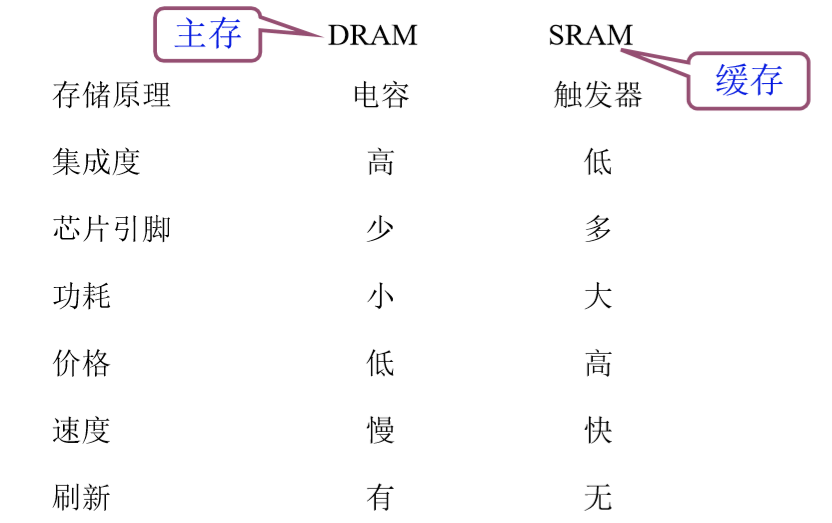 主存 DRAM SRAM
缓存
存储原理 电容 触发器
集成度 高 低
芯片引脚 少 多
功耗 小 大
价格 低 高
速度 慢 快
刷新 有 无